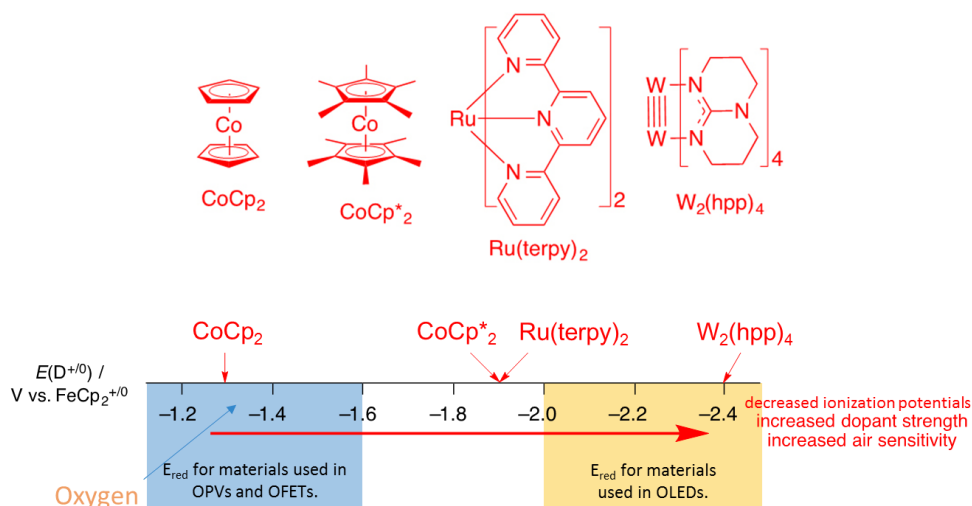 Co
CoCp2
Co
CoCp*2
N
Ru
N
N
2
Ru(terpy)2
W
N
N
W
N
4
W2(hpp)4
CoCp2
CoCp*2
Ru(terpy)2
W2(hpp)4
E(D+/0) /
V vs. FeCp2+/0
–1.2
–1.4
–1.6
–1.8
–2.0
–2.2
–2.4
decreased ionization potentials
increased dopant strength
increased air sensitivity
Ered for materials used in
OPVs and OFETs.
Ered for materials
used in OLEDs.
Oxygen